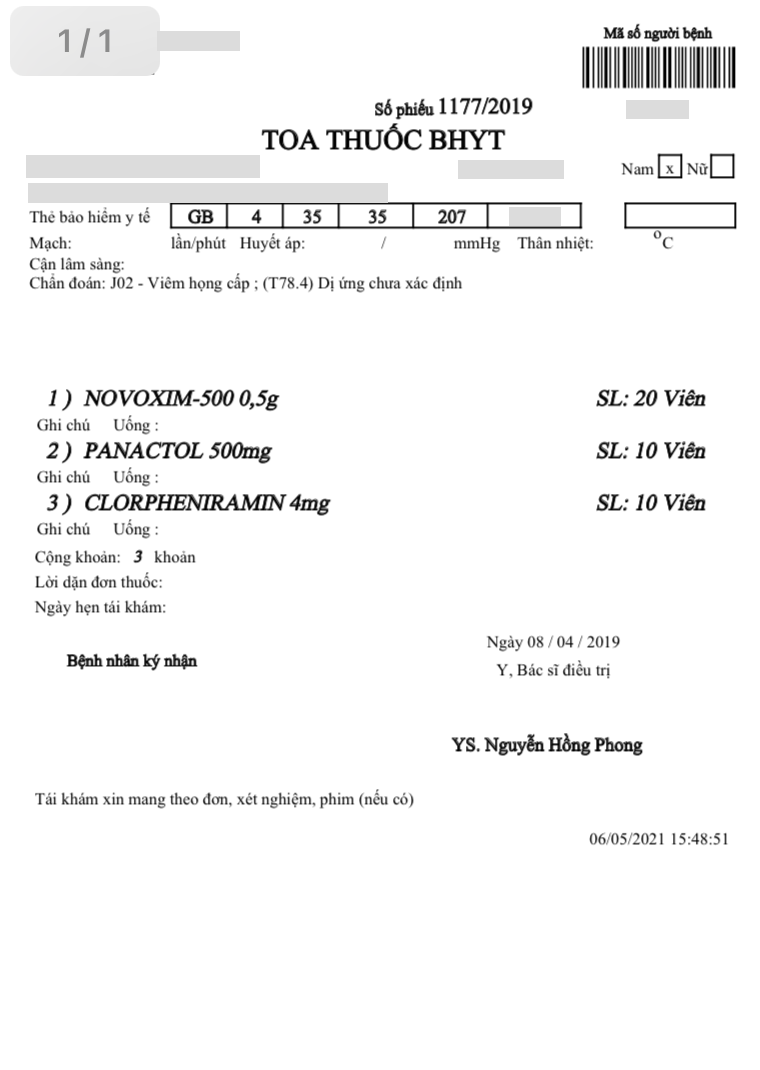 1/1
Mã số người bệnh
Số phiếu 1177/2019
TOA THUỐC BHYT
Nam x Nữ
Thẻ bảo hiểm y tế GB 4 35 35 207
Mạch: lần/phút Huyết áp: / mmHg Thân nhiệt: °C
Cận lâm sàng:
Chẩn đoán: J02 - Viêm họng cấp ; (T78.4) Dị ứng chưa xác định
1 ) NOVOXIM-500 0,5g SL: 20 Viên
Ghi chú Uống :
2 ) PANACTOL 500mg SL: 10 Viên
Ghi chú Uống :
3 ) CLORPHENIRAMIN 4mg SL: 10 Viên
Ghi chú Uống :
Cộng khoản: 3 khoản
Lời dặn đơn thuốc:
Ngày hẹn tái khám:
Ngày 08 / 04 / 2019
Bệnh nhân ký nhận
Y, Bác sĩ điều trị
YS. Nguyễn Hồng Phong
Tái khám xin mang theo đơn, xét nghiệm, phim (nếu có)
06/05/2021 15:48:51